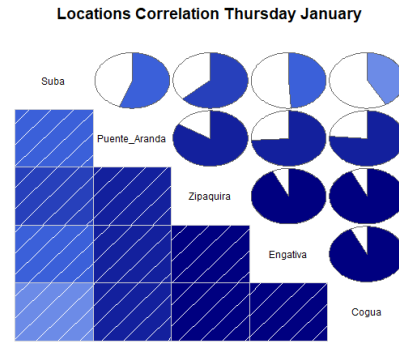 Locations Correlation Thursday January
Suba
Puente_Aranda
Zipaquira
Engativa
Cogua